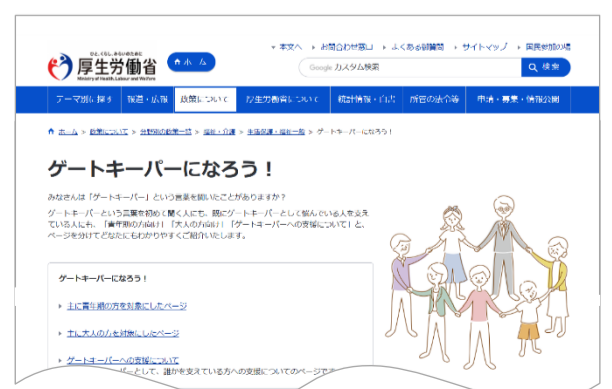 本文へ お問合わせ窓口 よくある御質問 サイトマップ 国民参加の場
ひと、くらし、みらいのために
厚生労働省
Ministry of Health, Labour and Welfare
ホーム
Google カスタム検索
検索
テーマ別に探す 報道・広報 政策について 厚生労働省について 統計情報・白書 所管の法令等 申請・募集・情報公開
ホーム > 政策について > 分野別の政策一覧 > 福祉・介護 > 生活保護・福祉一般 > ゲートキーパーになろう！
ゲートキーパーになろう！
みなさんは「ゲートキーパー」という言葉を聞いたことがありますか？
ゲートキーパーという言葉を初めて聞く人にも、既にゲートキーパーとして悩んでいる人を支え
ている人にも、「青年期の方向け」「大人の方向け」「ゲートキーパーへの支援について」と、
ページを分けてどなたにもわかりやすくご紹介いたします。
ゲートキーパーになろう！
主に青年期の方を対象にしたページ
主に大人の方を対象にしたページ
ゲートキーパーへの支援について
パーとして、誰かを支えている方への支援についてのページです